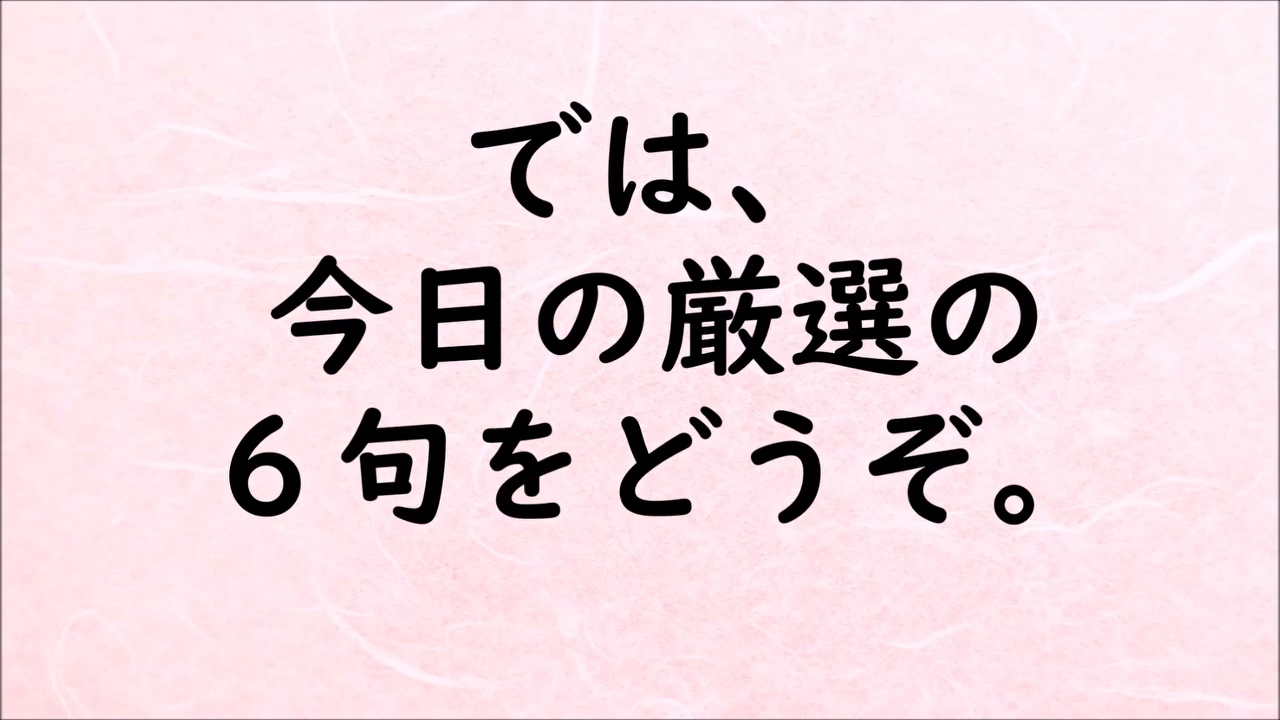 では、
今日の厳選の
６句をどうぞ。